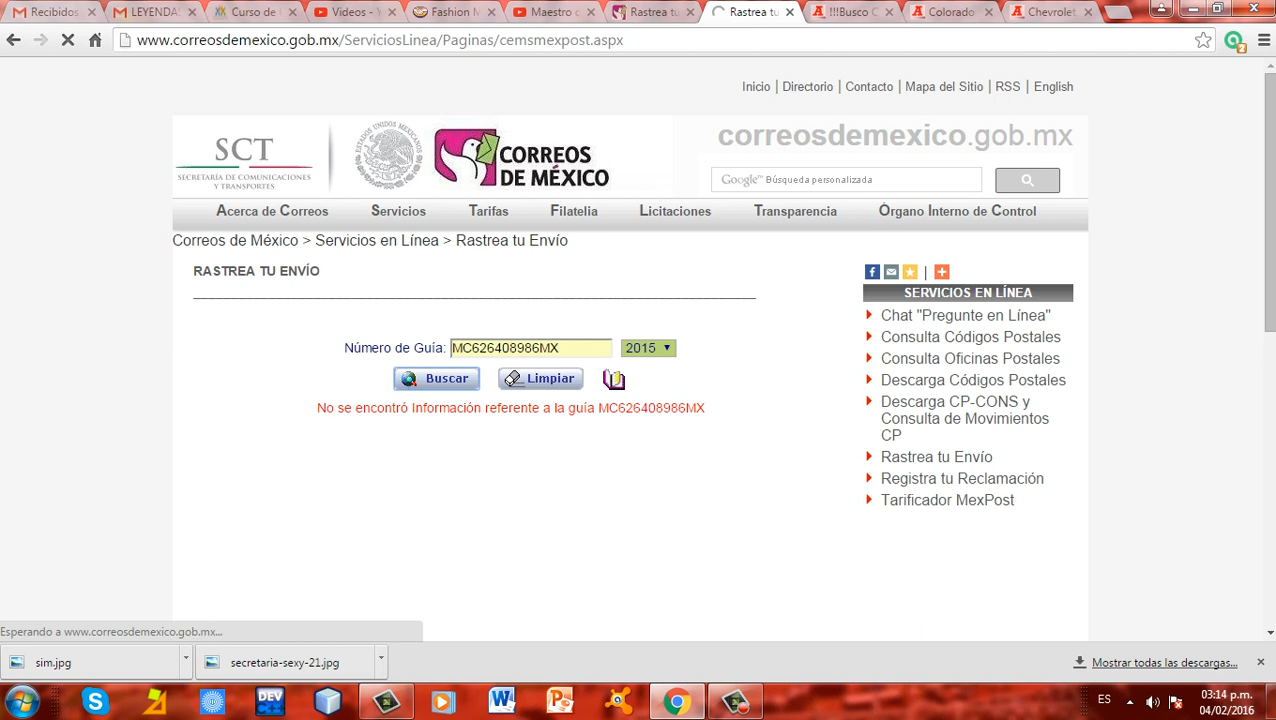 Recibidos
LEYENDAS
Curso de
Videos -
Fashion M
Maestro d
Rastrea tu
Rastrea tu
!!!Busco C
Colorado
Chevrolet
www.correosdemexico.gob.mx/ServiciosLinea/Paginas/cemsmexpost.aspx
2
Inicio | Directorio | Contacto | Mapa del Sitio | RSS | English
SCT
SECRETARÍA DE COMUNICACIONES
Y TRANSPORTES
ESTADOS UNIDOS MEXICANOS
CORREOS
DE MÉXICO
correosdemexico.gob.mx
Google™ Búsqueda personalizada
Acerca de Correos Servicios Tarifas Filatelia Licitaciones Transparencia Órgano Interno de Control
Correos de México > Servicios en Línea > Rastrea tu Envío
RASTREA TU ENVÍO
Número de Guía: MC626408986MX 2015
Buscar Limpiar
No se encontró Información referente a la guía MC626408986MX
SERVICIOS EN LÍNEA
Chat "Pregunte en Línea"
Consulta Códigos Postales
Consulta Oficinas Postales
Descarga Códigos Postales
Descarga CP-CONS y
Consulta de Movimientos
CP
Rastrea tu Envío
Registra tu Reclamación
Tarificador MexPost
Esperando a www.correosdemexico.gob.mx...
sim.jpg
secretaria-sexy-21.jpg
Mostrar todas las descargas...
DEV
ES
03:14 p.m.
04/02/2016